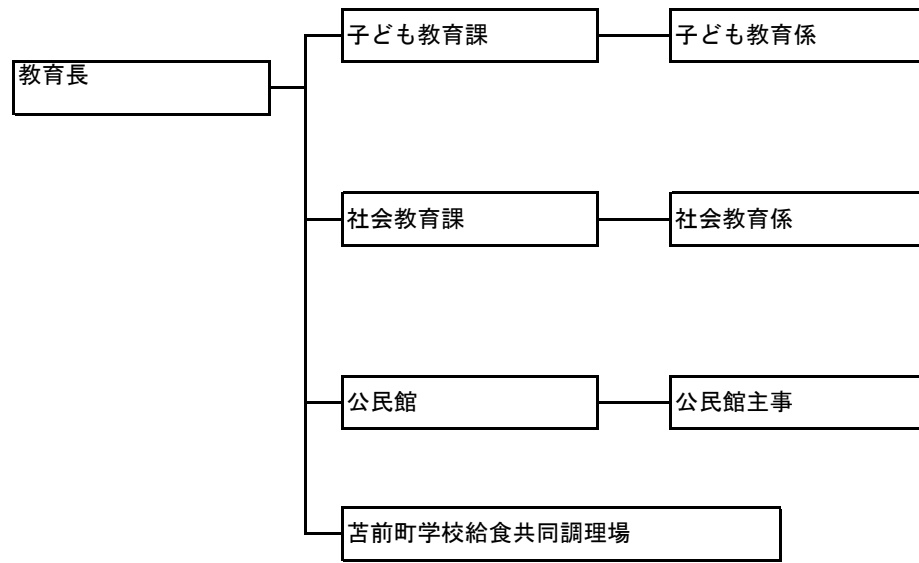 子ども教育課
子ども教育係
教育長
社会教育課
社会教育係
公民館
公民館主事
苫前町学校給食共同調理場